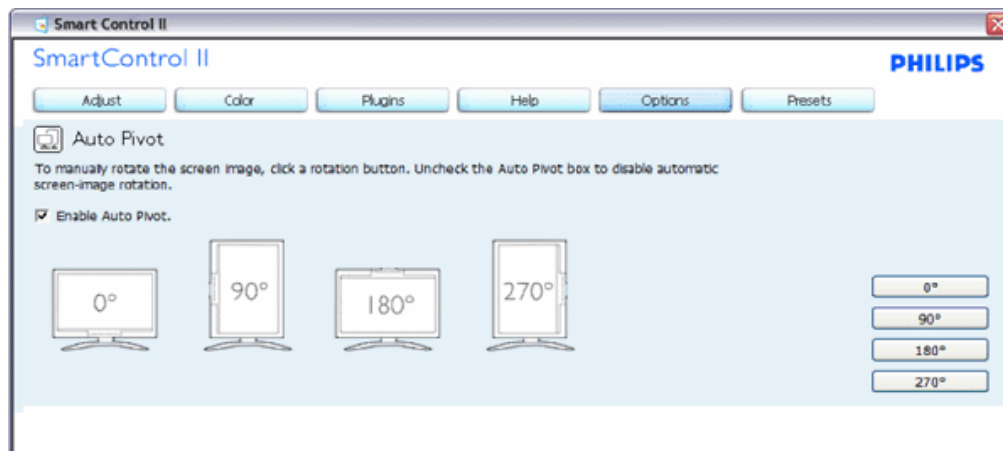 Smart Control II
SmartControl II
PHILIPS
Adjust
Color
Plugins
Help
Options
Presets
Auto Pivot
To manually rotate the screen image, click a rotation button. Uncheck the Auto Pivot box to disable automatic
screen-image rotation.
Enable Auto Pivot.
0°
90°
180°
270°
0°
90°
180°
270°